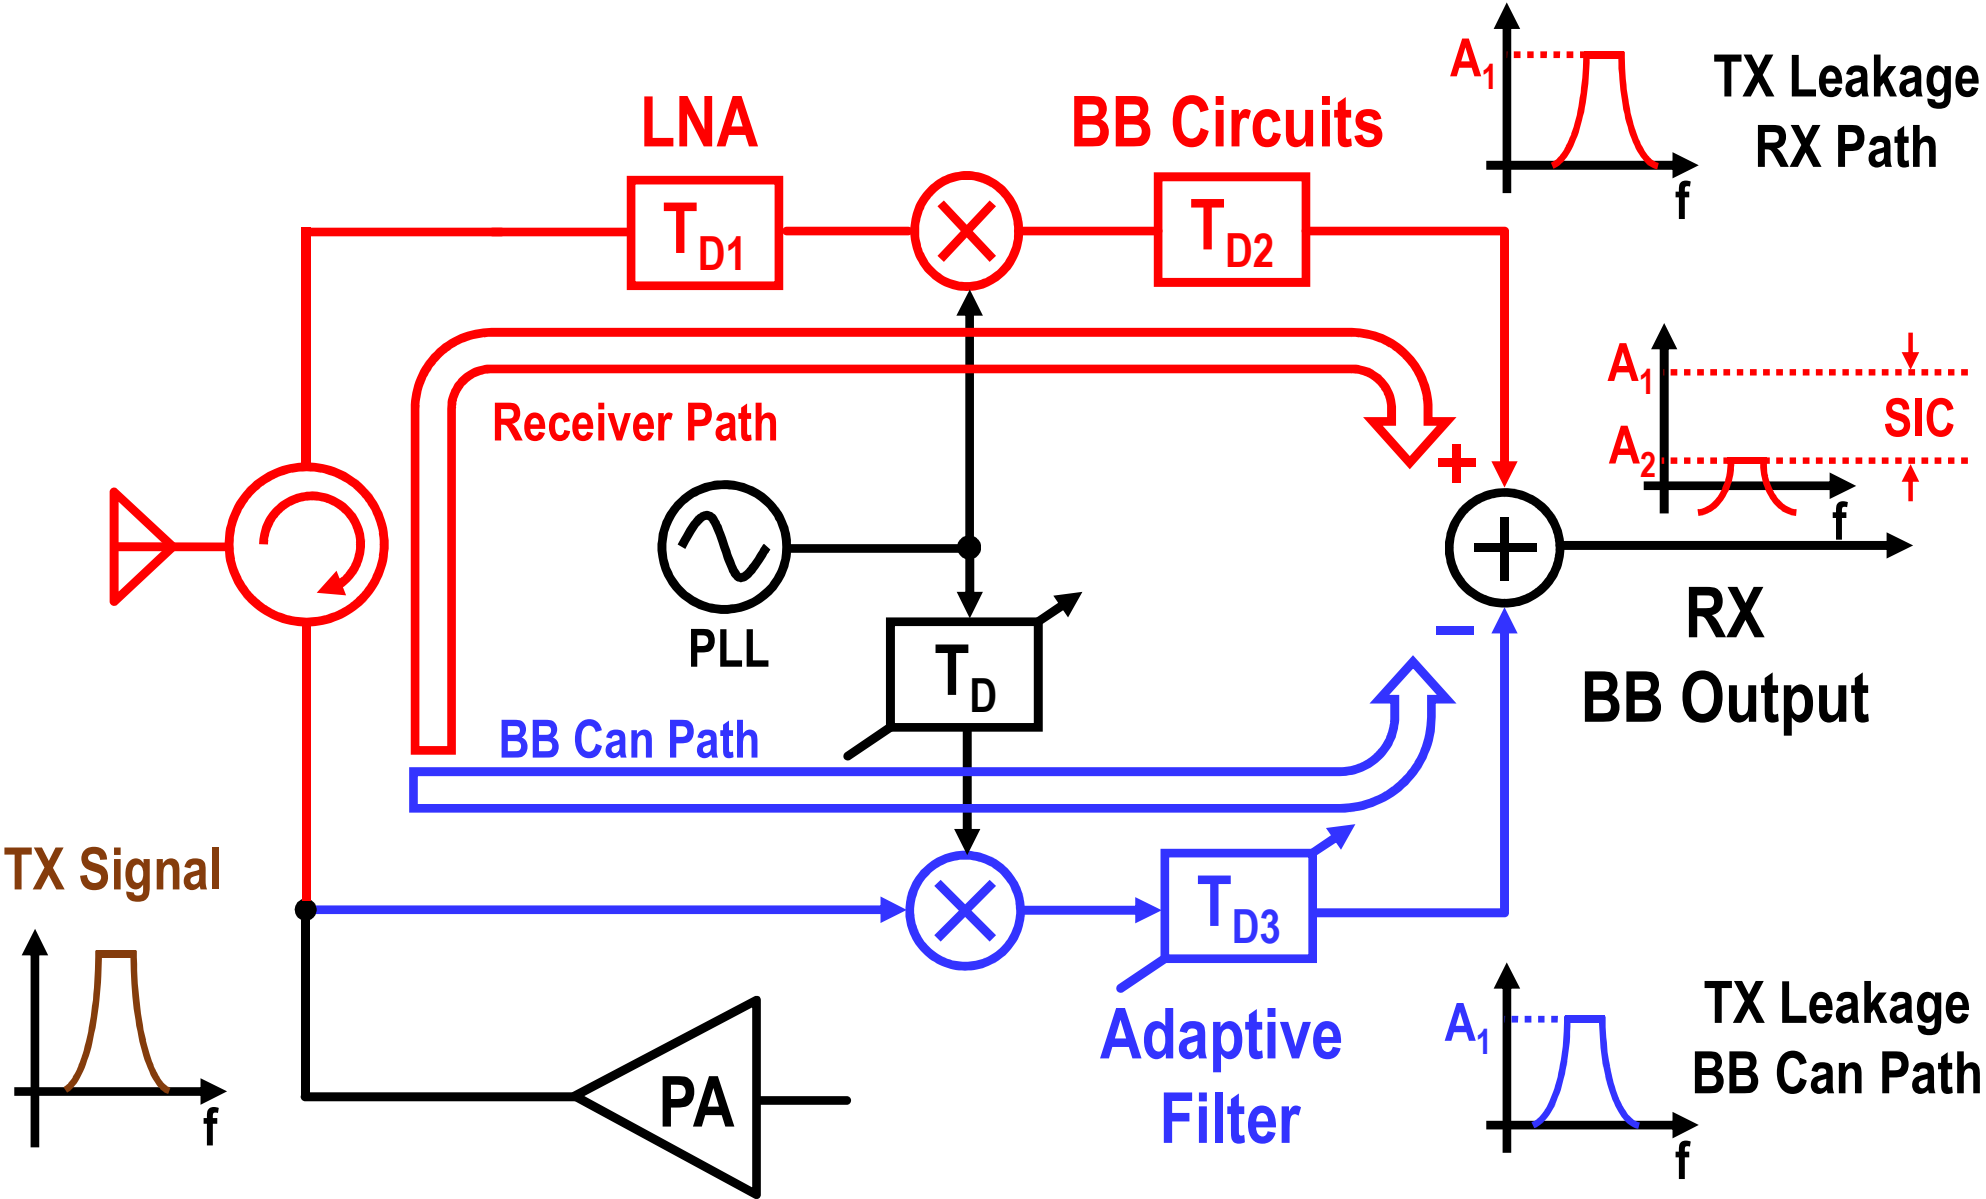 A1
TX Leakage
RX Path
f
LNA
BB Circuits
TD1
TD2
A1
A2
SIC
f
Receiver Path
+
PLL
TD
−
RX
BB Output
BB Can Path
TX Signal
f
TD3
Adaptive
Filter
PA
A1
TX Leakage
BB Can Path
f